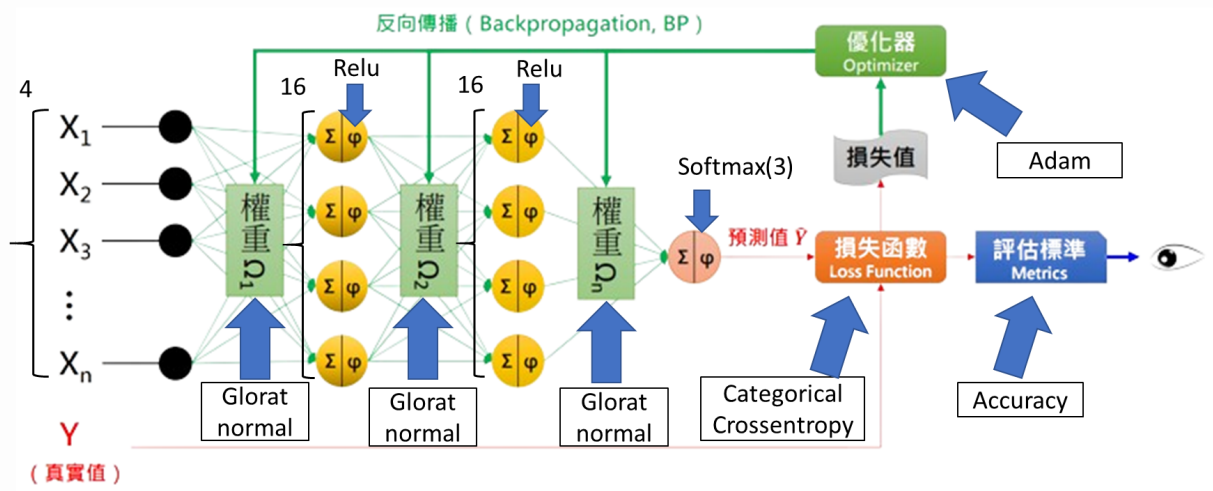 反向傳播 ( Backpropagation, BP )
優化器
Optimizer
4
16
Relu
16
Relu
X1
X2
X3
⋮
Xn
Σ φ
Σ φ
Σ φ
Σ φ
Σ φ
Σ φ
Σ φ
Σ φ
權重 Ω1
權重 Ω2
權重 Ωn
Softmax(3)
Σ φ
預測值 Ŷ
損失值
Adam
損失函數
Loss Function
評估標準
Metrics
Glorat
normal
Glorat
normal
Glorat
normal
Categorical
Crossentropy
Accuracy
Y
( 真實值 )